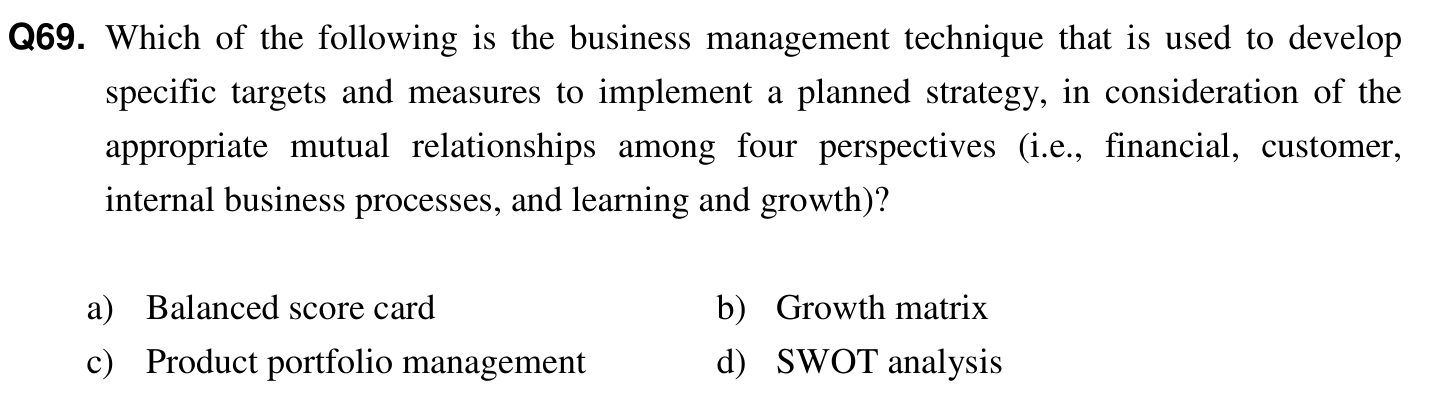 Q69. Which of the following is the business management technique that is used to develop
specific targets and measures to implement a planned strategy, in consideration of the
appropriate mutual relationships among four perspectives (i.e., financial, customer,
internal business processes, and learning and growth)?
a) Balanced score card b) Growth matrix
c) Product portfolio management d) SWOT analysis